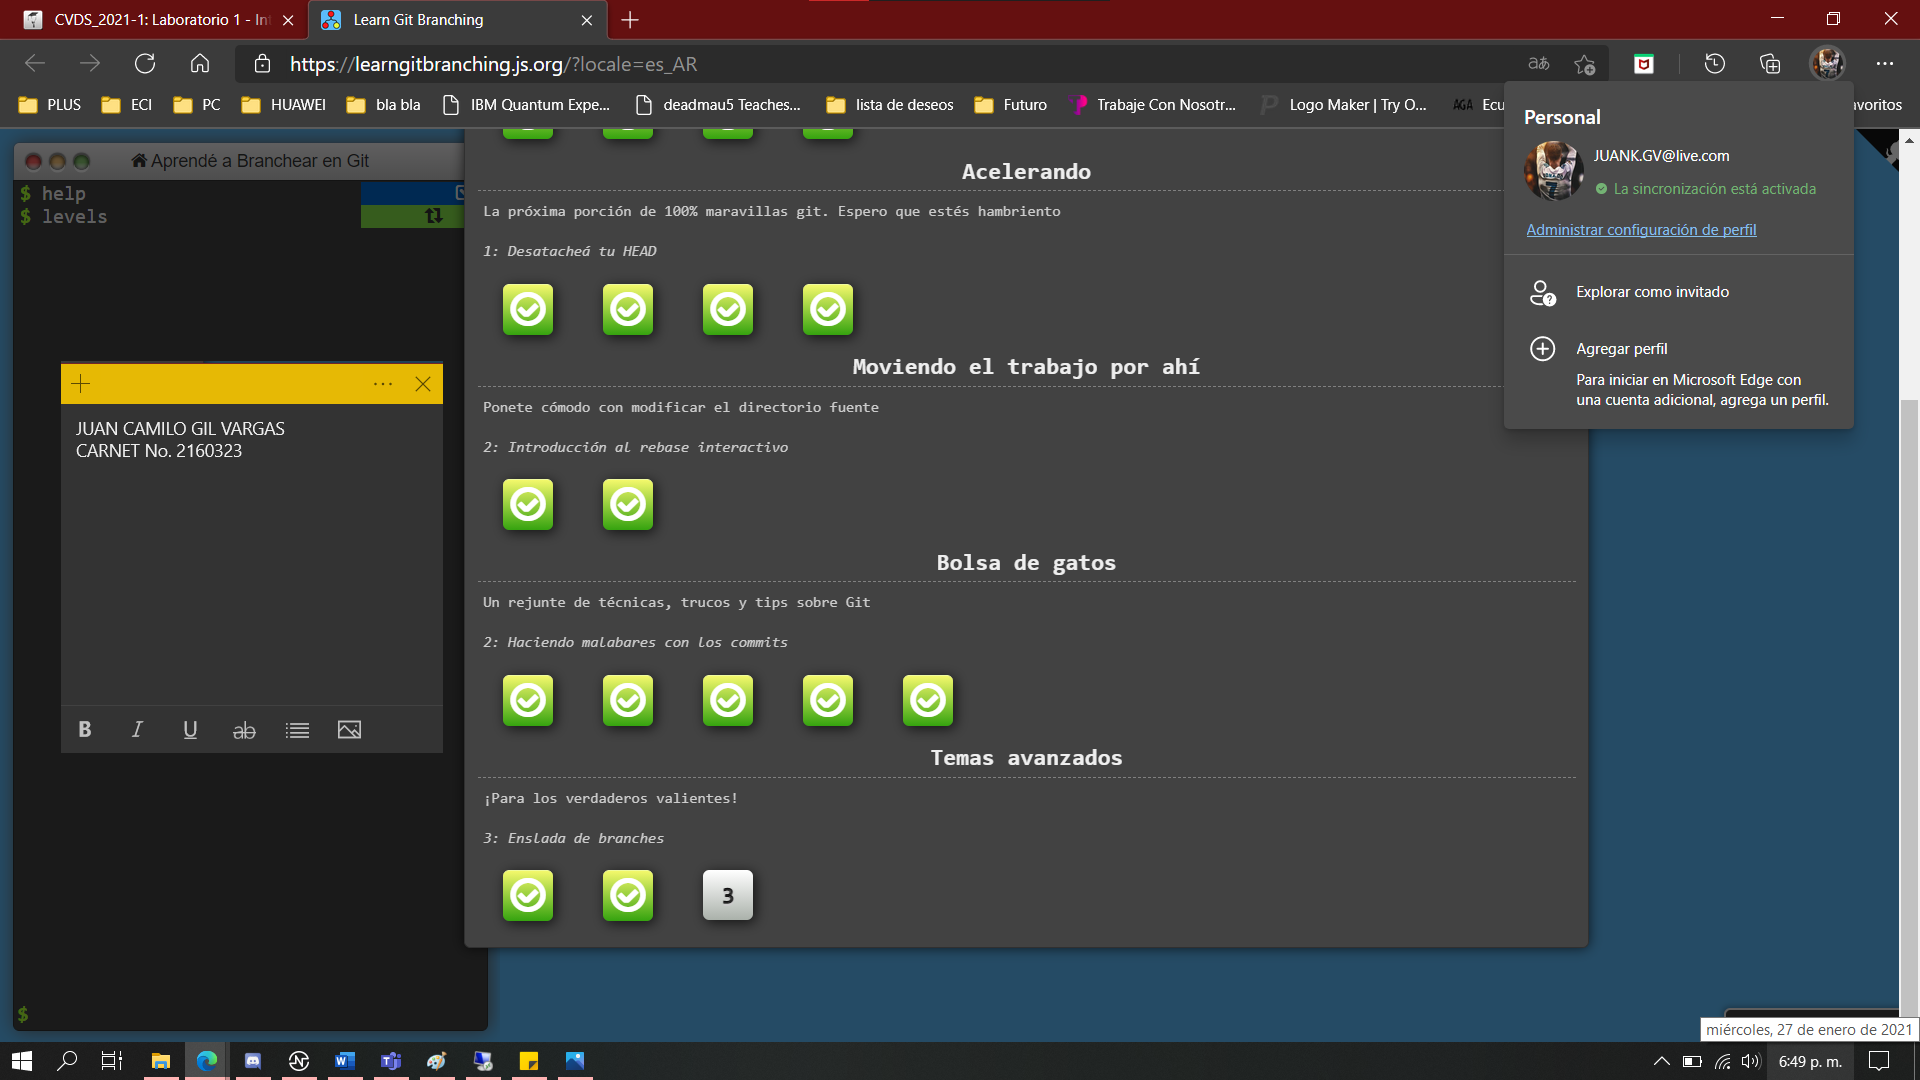 CVDS_2021-1: Laboratorio 1 - Int
Learn Git Branching
https://learngitbranching.js.org/?locale=es_AR
PLUS
ECI
PC
HUAWEI
bla bla
IBM Quantum Expe...
deadmau5 Teaches...
lista de deseos
Futuro
Trabaje Con Nosotr...
Logo Maker | Try O...
AGA Ecu
avoritos
Personal
JUANK.GV@live.com
La sincronización está activada
Administrar configuración de perfil
Explorar como invitado
Agregar perfil
Para iniciar en Microsoft Edge con
una cuenta adicional, agrega un perfil.
Aprendé a Branchear en Git
$ help
$ levels
JUAN CAMILO GIL VARGAS
CARNET No. 2160323
B I U ab
$
Acelerando
La próxima porción de 100% maravillas git. Espero que estés hambriento
1: Desatacheá tu HEAD
Moviendo el trabajo por ahí
Ponete cómodo con modificar el directorio fuente
2: Introducción al rebase interactivo
Bolsa de gatos
Un rejunte de técnicas, trucos y tips sobre Git
2: Haciendo malabares con los commits
Temas avanzados
¡Para los verdaderos valientes!
3: Enslada de branches
3
miércoles, 27 de enero de 2021
6:49 p. m.